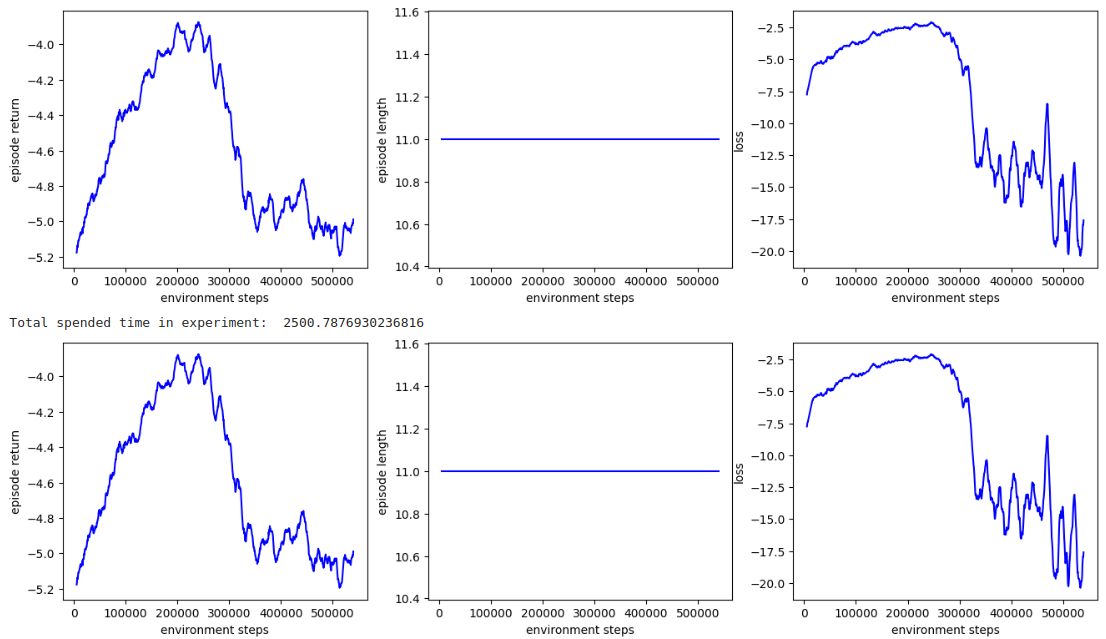 −4.0
−4.2
−4.4
−4.6
−4.8
−5.0
−5.2
episode return
0 100000 200000 300000 400000 500000
environment steps
11.6
11.4
11.2
11.0
10.8
10.6
10.4
episode length
100000 200000 300000 400000 500000
environment steps
−2.5
−5.0
−7.5
−10.0
−12.5
−15.0
−17.5
−20.0
loss
0 100000 200000 300000 400000 500000
environment steps
Total spended time in experiment: 2500.7876930236816
−4.0
−4.2
−4.4
−4.6
−4.8
−5.0
−5.2
episode return
0 100000 200000 300000 400000 500000
environment steps
11.6
11.4
11.2
11.0
10.8
10.6
10.4
episode length
100000 200000 300000 400000 500000
environment steps
−2.5
−5.0
−7.5
−10.0
−12.5
−15.0
−17.5
−20.0
loss
0 100000 200000 300000 400000 500000
environment steps